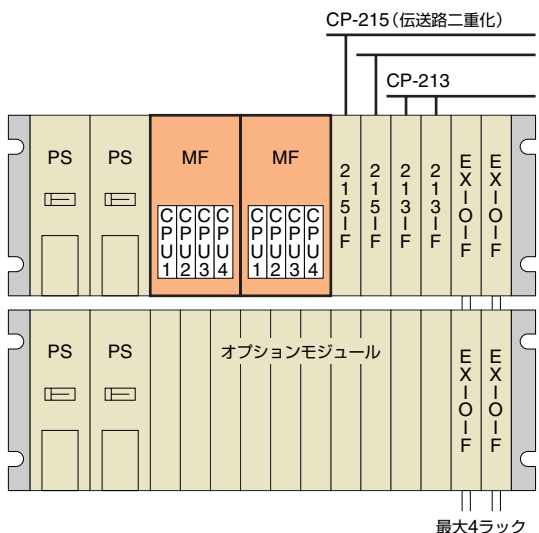 CP-215(伝送路二重化)
CP-213
PS
PS
MF
MF
CPU1
CPU2
CPU3
CPU4
CPU1
CPU2
CPU3
CPU4
215IF
215IF
213IF
213IF
EXIOIF
EXIOIF
PS
PS
オプションモジュール
EXIOIF
EXIOIF
最大4ラック